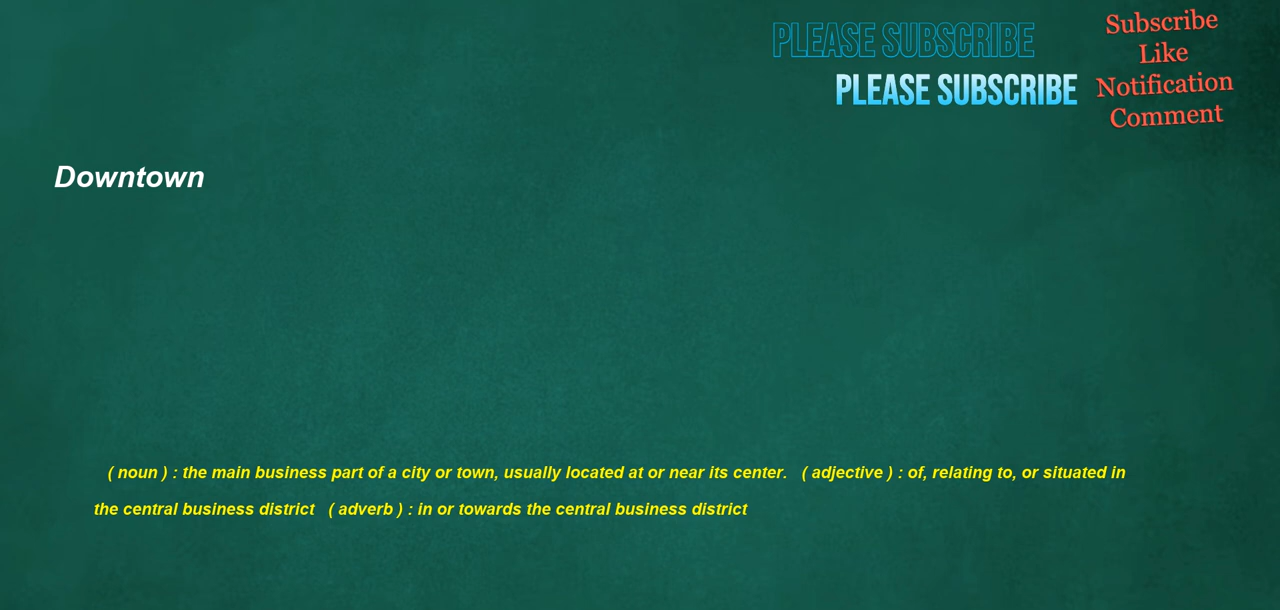 PLEASE SUBSCRIBE
PLEASE SUBSCRIBE
Subscribe
Like
Notification
Comment
Downtown
( noun ) : the main business part of a city or town, usually located at or near its center. ( adjective ) : of, relating to, or situated in
the central business district ( adverb ) : in or towards the central business district